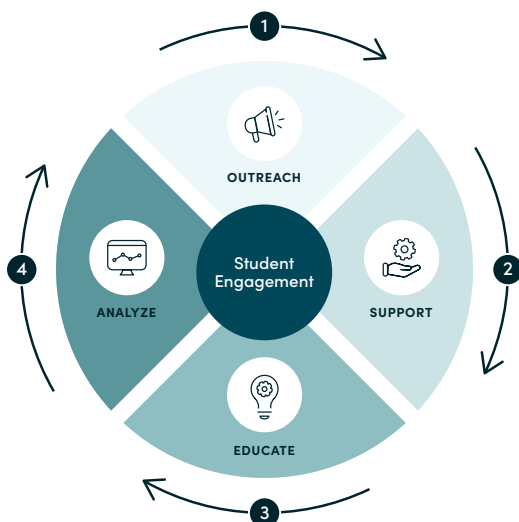 1
OUTREACH
Student
Engagement
4
2
ANALYZE
SUPPORT
EDUCATE
3